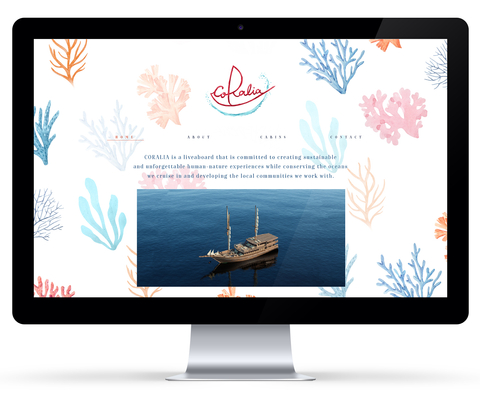 CoRalia
HOME ABOUT CABINS CONTACT
CORALIA is a liveaboard that is committed to creating sustainable
and unforgettable human-nature experiences while conserving the oceans
we cruise in and developing the local communities we work with.